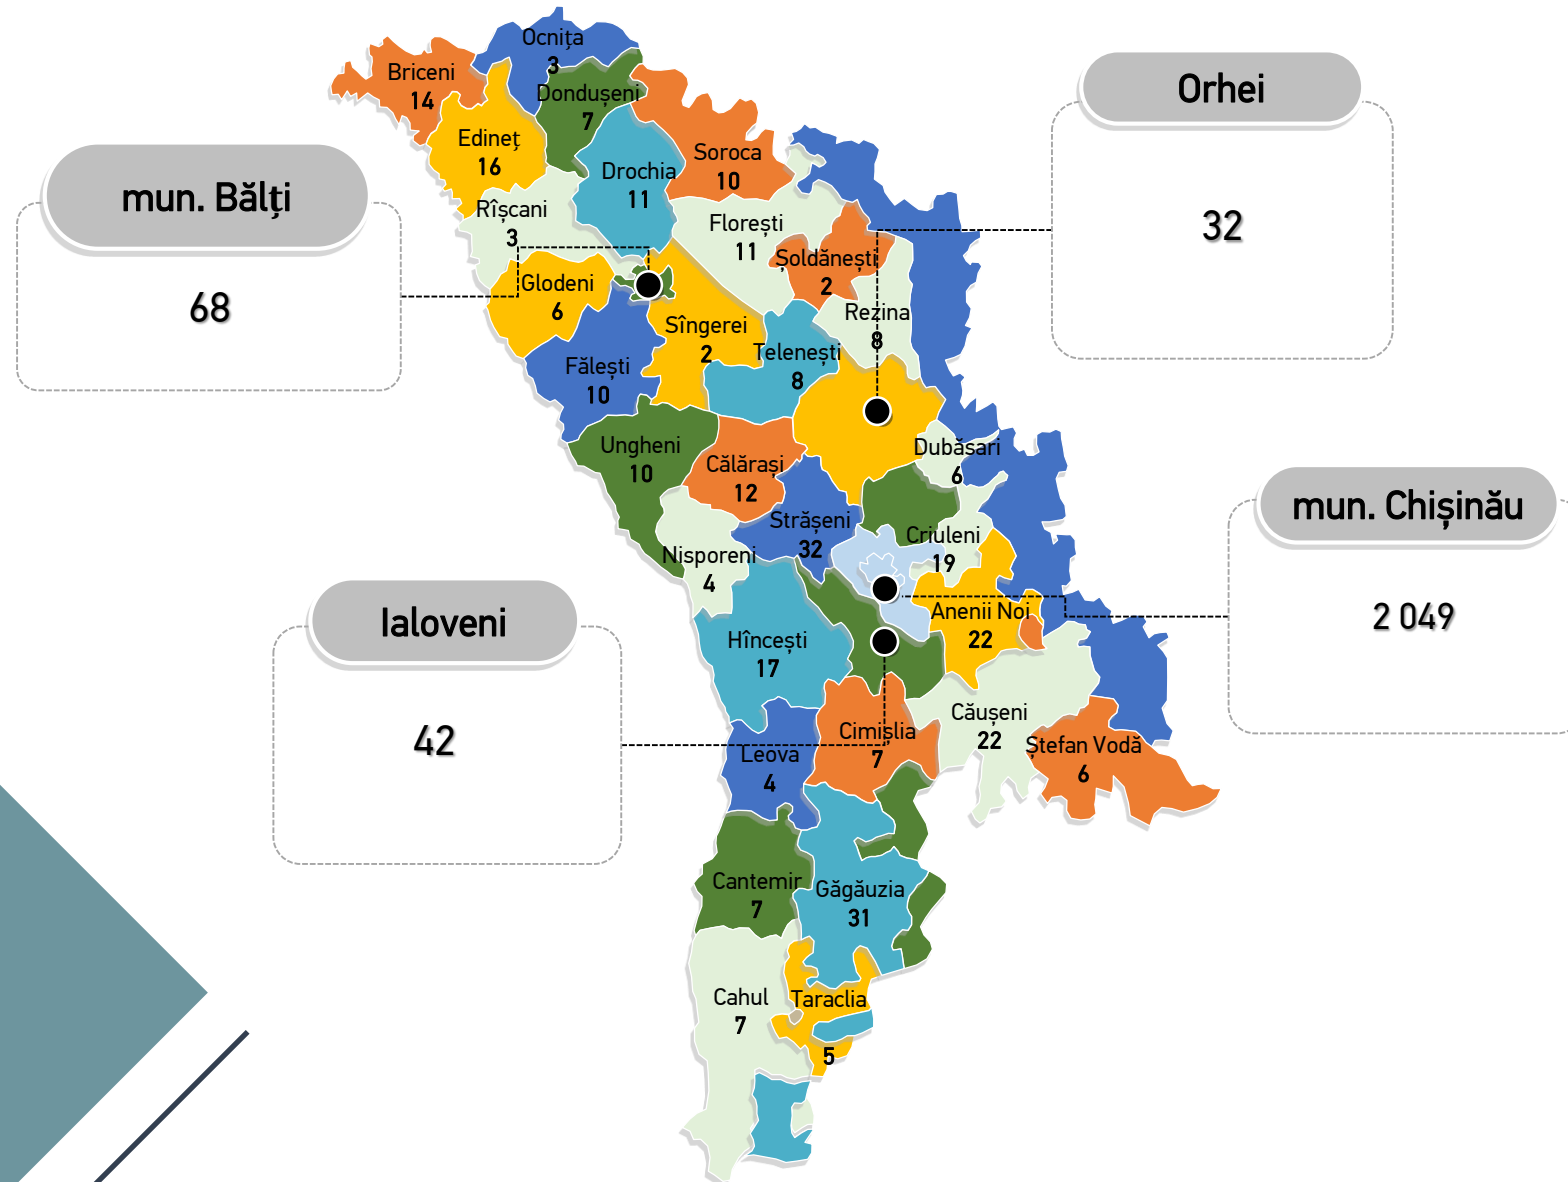 Ocnița
3
Briceni
14
Dondușeni
7
Edineț
16
Soroca
10
Drochia
11
Orhei
32
mun. Bălți
68
Rîșcani
3
Florești
11
Șoldănești
2
Glodeni
6
Rezina
8
Sîngerei
2
Telenești
8
Fălești
10
Ungheni
10
Călărași
12
Dubăsari
6
Strășeni
32
Criuleni
19
mun. Chișinău
2 049
Nisporeni
4
Anenii Noi
22
Ialoveni
42
Hîncești
17
Căușeni
22
Cimișlia
7
Ștefan Vodă
6
Leova
4
Cantemir
7
Găgăuzia
31
Cahul
7
Taraclia
5